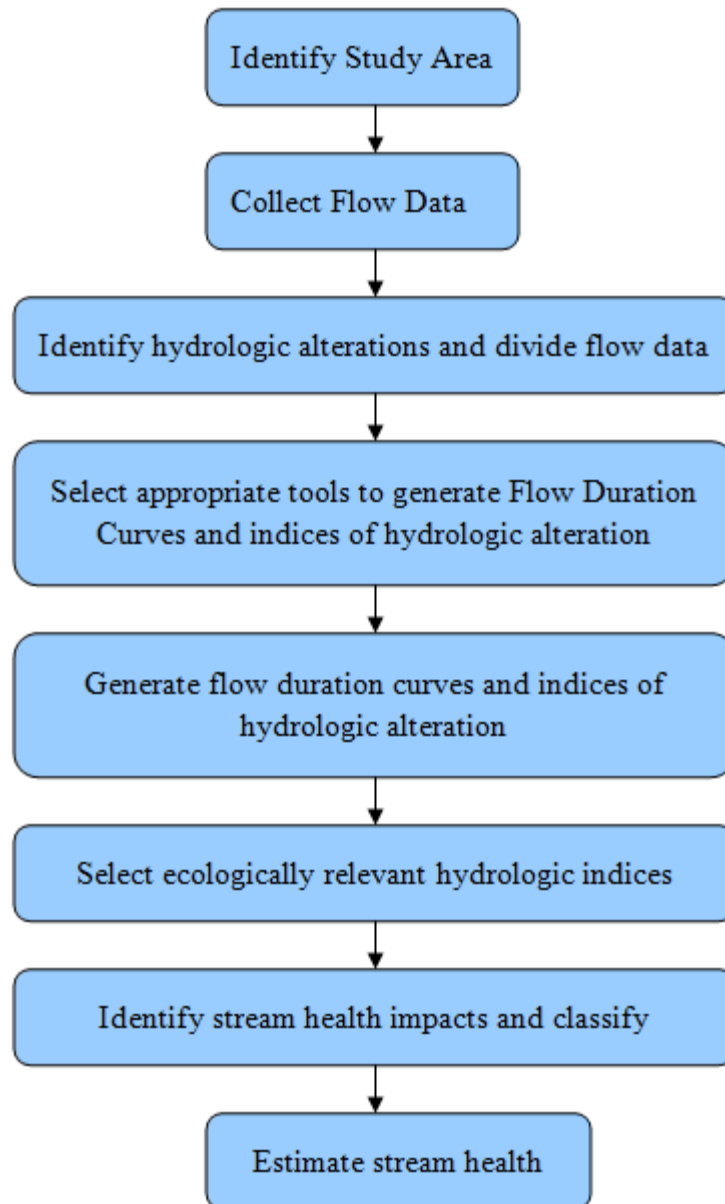 Identify Study Area
Collect Flow Data
Identify hydrologic alterations and divide flow data
Select appropriate tools to generate Flow Duration
Curves and indices of hydrologic alteration
Generate flow duration curves and indices of
hydrologic alteration
Select ecologically relevant hydrologic indices
Identify stream health impacts and classify
Estimate stream health